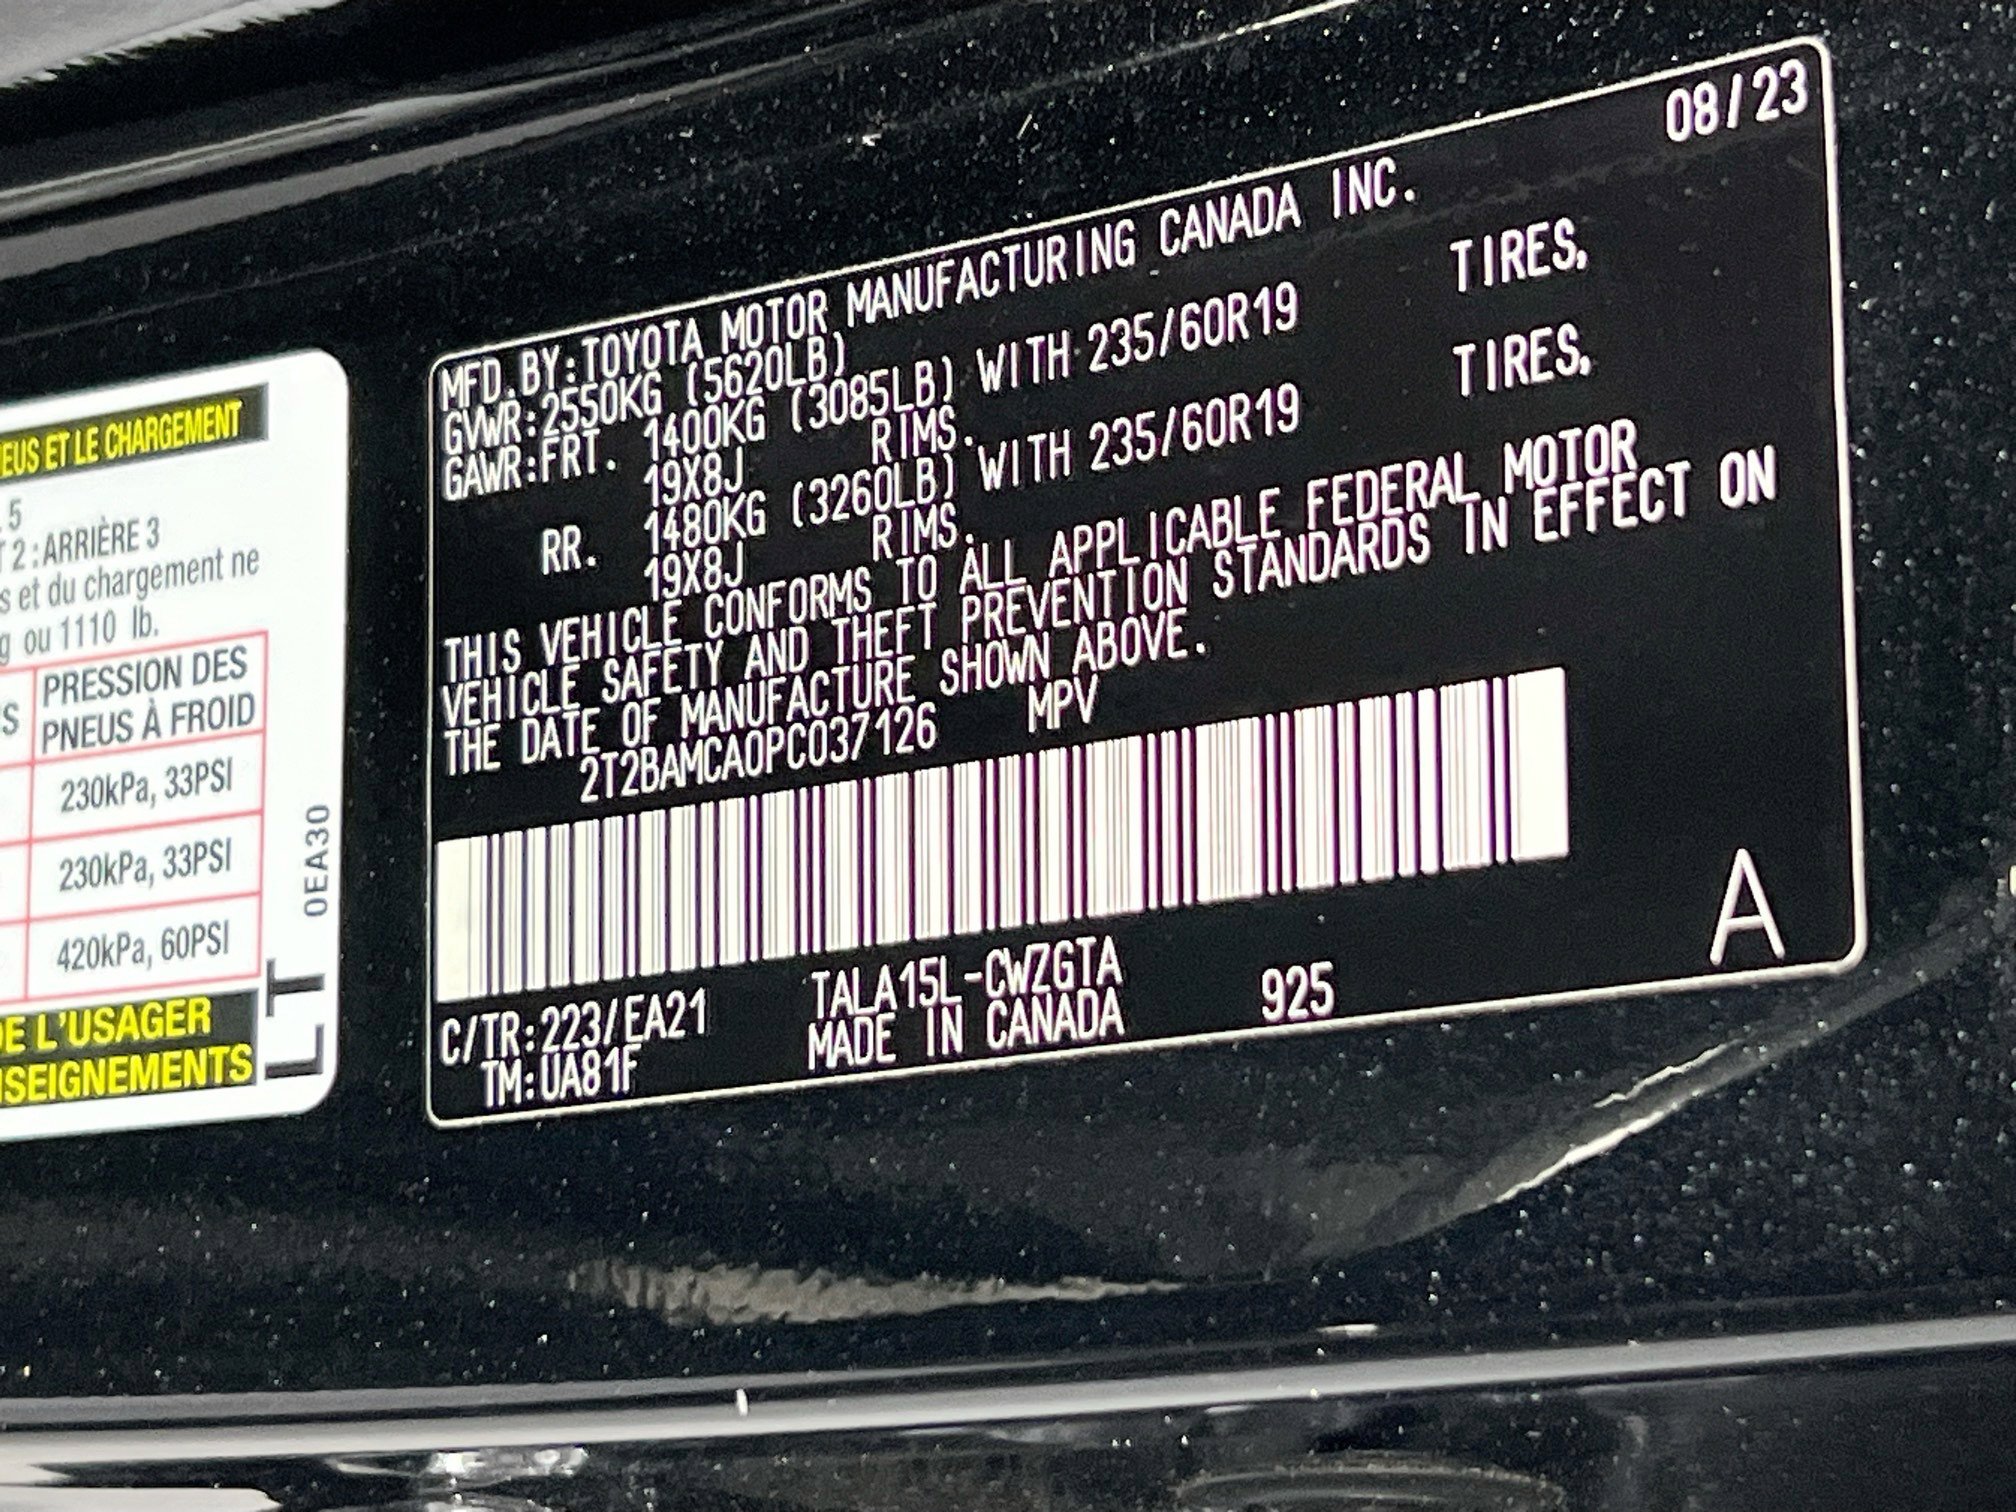 EUS ET LE CHARGEMENT
5
2 : ARRIÈRE 3
s et du chargement ne
g ou 1110 lb.
S PRESSION DES
PNEUS À FROID
230kPa, 33PSI
230kPa, 33PSI
420kPa, 60PSI
DE L'USAGER
SEIGNEMENTS
0EA30
LT
08/23
MFD.BY:TOYOTA MOTOR MANUFACTURING CANADA INC.
GVWR:2550KG (5620LB)
GAWR:FRT. 1400KG (3085LB) WITH 235/60R19 TIRES,
19X8J RIMS.
RR. 1480KG (3260LB) WITH 235/60R19 TIRES,
19X8J RIMS.
THIS VEHICLE CONFORMS TO ALL APPLICABLE FEDERAL MOTOR
VEHICLE SAFETY AND THEFT PREVENTION STANDARDS IN EFFECT ON
THE DATE OF MANUFACTURE SHOWN ABOVE.
2T2BAMCA0PC037126 MPV
C/TR:223/EA21 TALA15L-CWZGTA 925
TM:UA81F MADE IN CANADA
A